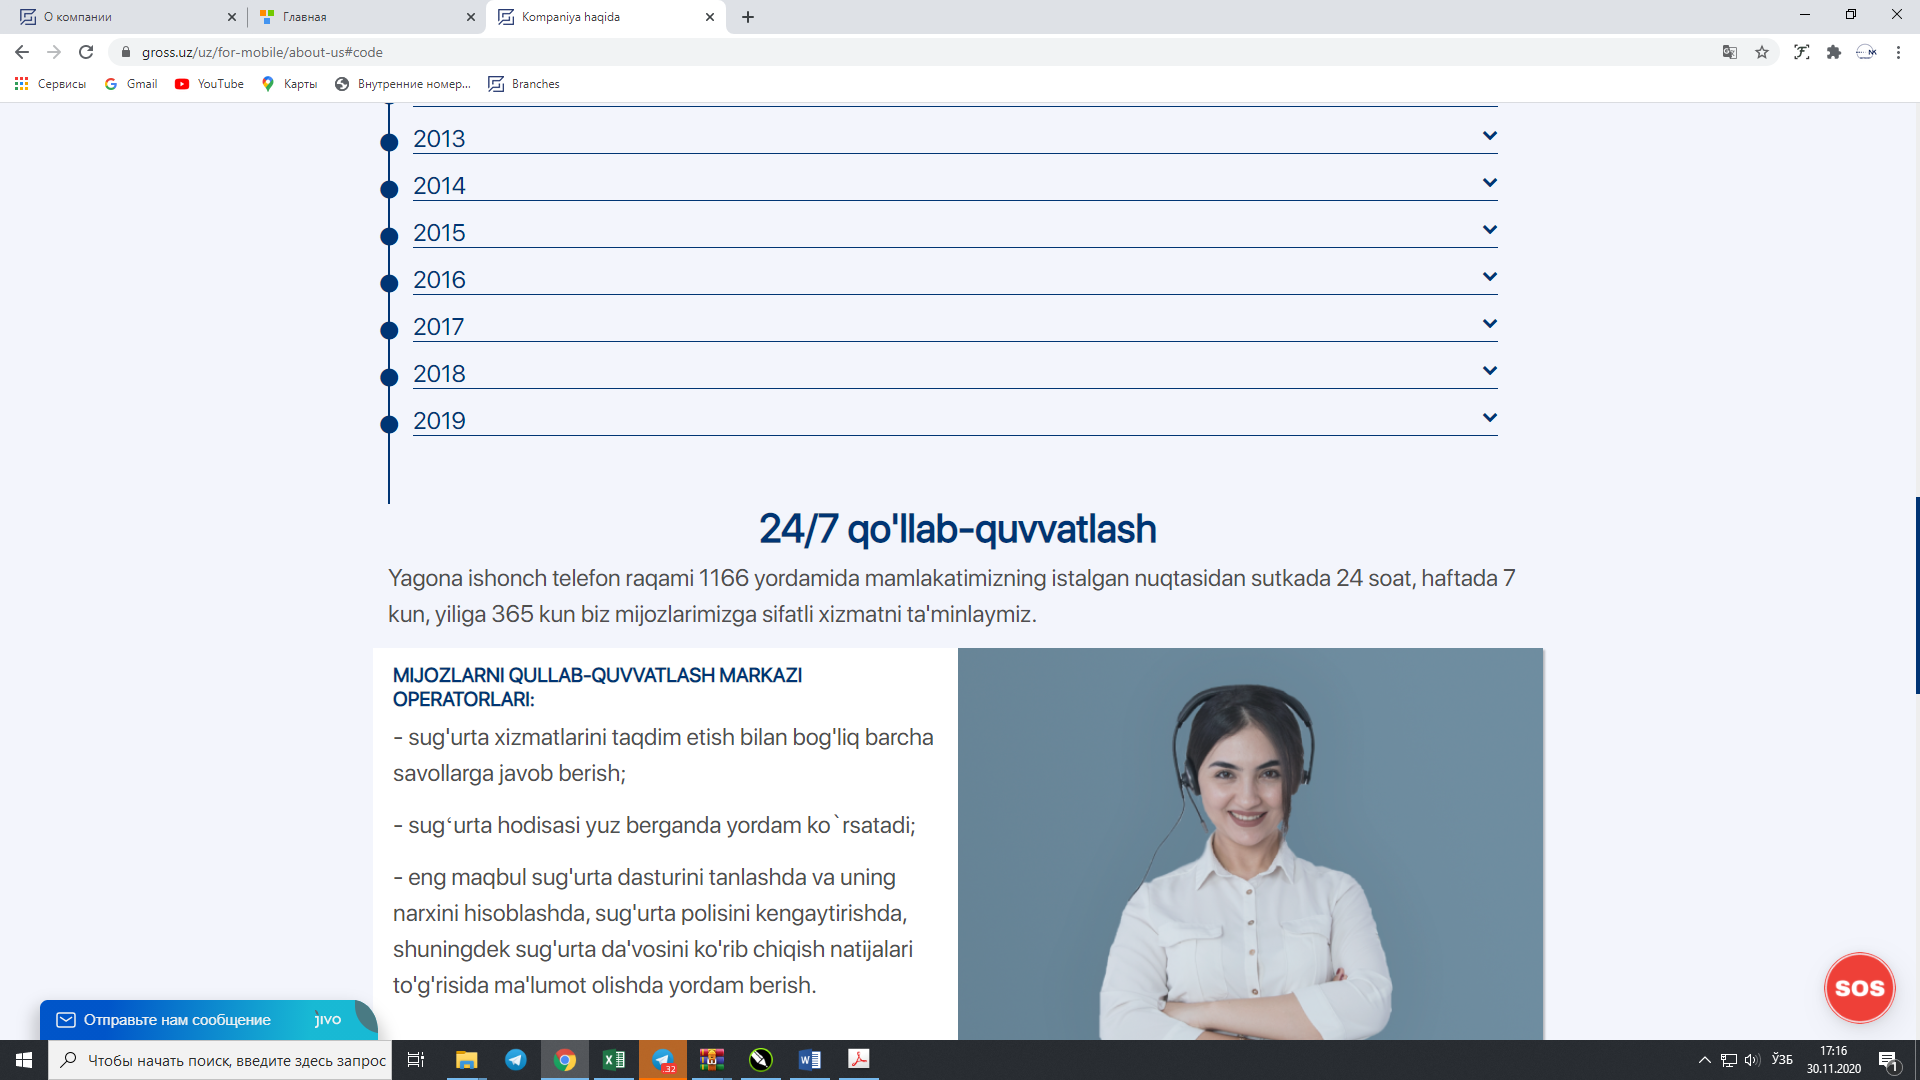 О компании
Главная
Kompaniya haqida
gross.uz/uz/for-mobile/about-us#code
Сервисы
Gmail
YouTube
Карты
Внутренние номер...
Branches
2013
2014
2015
2016
2017
2018
2019
24/7 qo'llab-quvvatlash
Yagona ishonch telefon raqami 1166 yordamida mamlakatimizning istalgan nuqtasidan sutkada 24 soat, haftada 7
kun, yiliga 365 kun biz mijozlarimizga sifatli xizmatni ta'minlaymiz.
MIJOZLARNI QULLAB-QUVVATLASH MARKAZI
OPERATORLARI:
- sug'urta xizmatlarini taqdim etish bilan bog'liq barcha
savollarga javob berish;
- sugʻurta hodisasi yuz berganda yordam ko`rsatadi;
- eng maqbul sug'urta dasturini tanlashda va uning
narxini hisoblashda, sug'urta polisini kengaytirishda,
shuningdek sug'urta da'vosini ko'rib chiqish natijalari
to'g'risida ma'lumot olishda yordam berish.
SOS
Отправьте нам сообщение
jivo
Чтобы начать поиск, введите здесь запрос
.32
ЎЗБ
17:16
30.11.2020
1